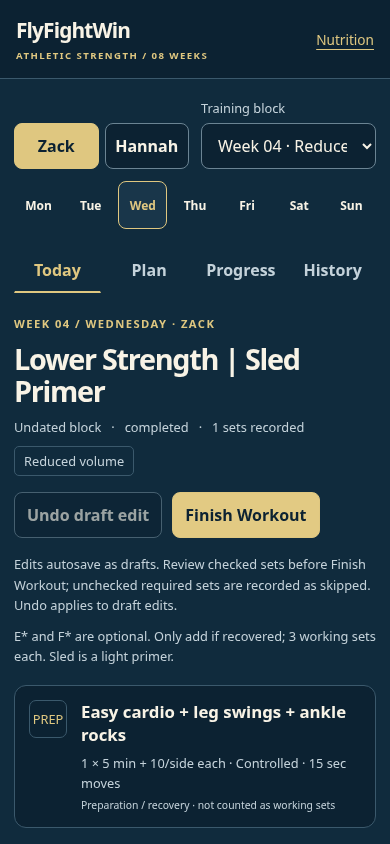 FlyFightWin
ATHLETIC STRENGTH / 08 WEEKS
Nutrition
Training block
Zack
Hannah
Week 04 · Reduce
Mon
Tue
Wed
Thu
Fri
Sat
Sun
Today
Plan
Progress
History
WEEK 04 / WEDNESDAY · ZACK
Lower Strength | Sled
Primer
Undated block · completed · 1 sets recorded
Reduced volume
Undo draft edit
Finish Workout
Edits autosave as drafts. Review checked sets before Finish
Workout; unchecked required sets are recorded as skipped.
Undo applies to draft edits.
E* and F* are optional. Only add if recovered; 3 working sets
each. Sled is a light primer.
PREP
Easy cardio + leg swings + ankle
rocks
1 × 5 min + 10/side each · Controlled · 15 sec
moves
Preparation / recovery · not counted as working sets